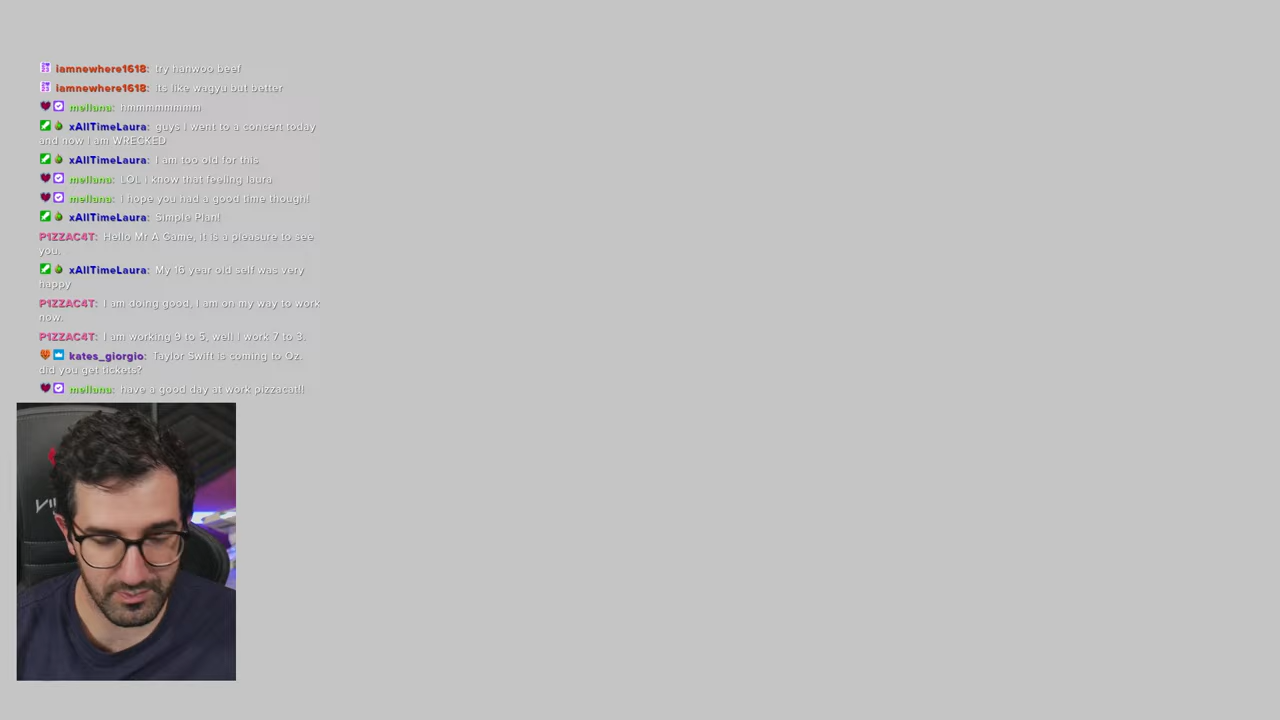 iamnewhere1618: try hanwoo beef
iamnewhere1618: its like wagyu but better
mellana: hmmmmmmmm
xAllTimeLaura: guys I went to a concert today
and now I am WRECKED
xAllTimeLaura: I am too old for this
mellana: LOL i know that feeling laura
mellana: I hope you had a good time though!
xAllTimeLaura: Simple Plan!
P1ZZAC4T: Hello Mr A Game, it is a pleasure to see
you.
xAllTimeLaura: My 16 year old self was very
happy
P1ZZAC4T: I am doing good, I am on my way to work
now.
P1ZZAC4T: I am working 9 to 5, well I work 7 to 3.
kates_giorgio: Taylor Swift is coming to Oz.
did you get tickets?
mellana: have a good day at work pizzacat!!